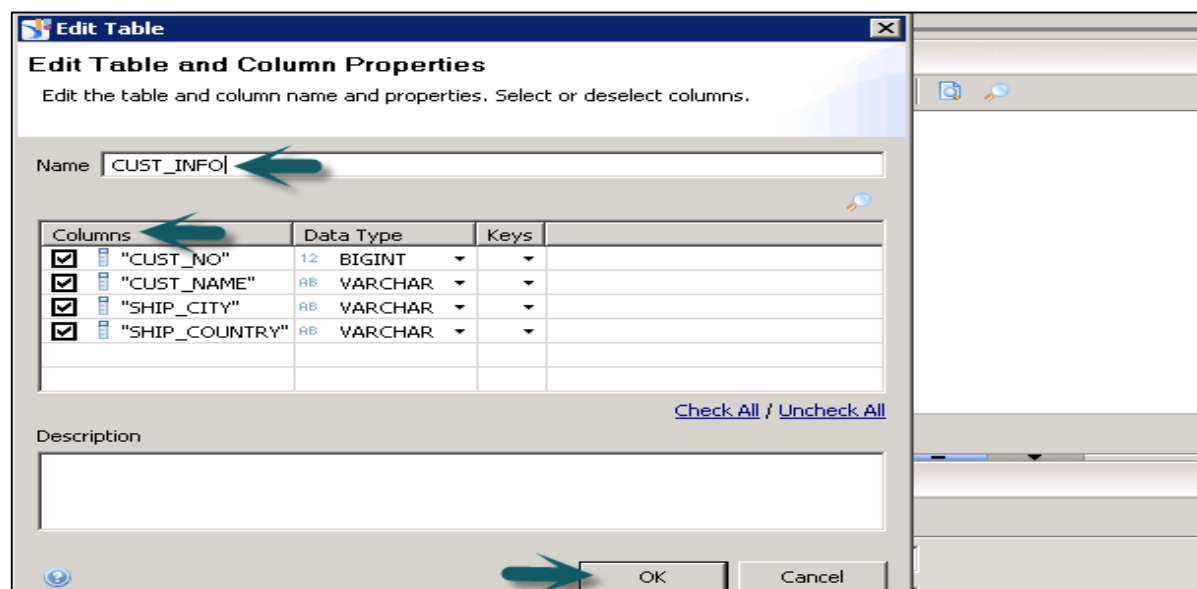 Edit Table
Edit Table and Column Properties
Edit the table and column name and properties. Select or deselect columns.
Name CUST_INFO
Columns Data Type Keys
"CUST_NO" 12 BIGINT
"CUST_NAME" AB VARCHAR
"SHIP_CITY" AB VARCHAR
"SHIP_COUNTRY" AB VARCHAR
Check All / Uncheck All
Description
OK Cancel